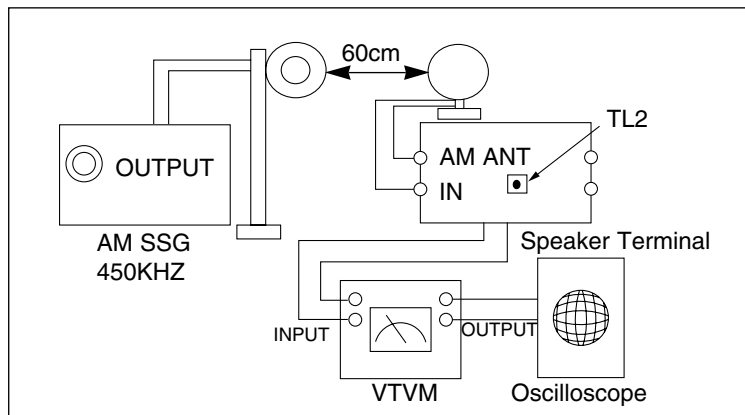 60cm
TL2
OUTPUT
AM ANT
IN
AM SSG
450KHZ
Speaker Terminal
INPUT
OUTPUT
VTVM
Oscilloscope